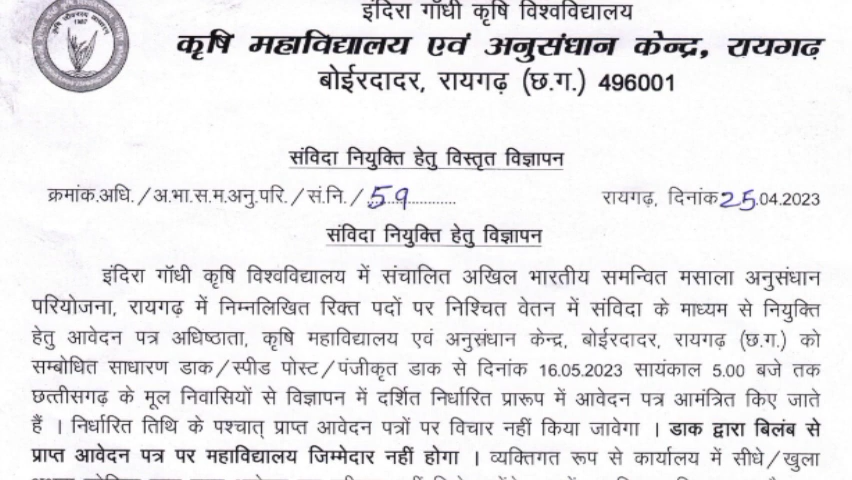 इंदिरा गाँधी कृषि विश्वविद्यालय
कृषि महाविद्यालय एवं अनुसंधान केन्द्र, रायगढ़
बोईरदादर, रायगढ़ (छ.ग.) 496001
संविदा नियुक्ति हेतु विस्तृत विज्ञापन
क्रमांक.अधि./अ.भा.स.म.अनु.परि./सं.नि./.59............... रायगढ़, दिनांक25.04.2023
संविदा नियुक्ति हेतु विज्ञापन
इंदिरा गाँधी कृषि विश्वविद्यालय में संचालित अखिल भारतीय समन्वित मसाला अनुसंधान
परियोजना, रायगढ़ में निम्नलिखित रिक्त पदों पर निश्चित वेतन में संविदा के माध्यम से नियुक्ति
हेतु आवेदन पत्र अधिष्ठाता, कृषि महाविद्यालय एवं अनुसंधान केन्द्र, बोईरदादर, रायगढ़ (छ.ग.) को
सम्बोधित साधारण डाक/स्पीड पोस्ट/पंजीकृत डाक से दिनांक 16.05.2023 सायंकाल 5.00 बजे तक
छत्तीसगढ़ के मूल निवासियों से विज्ञापन में दर्शित निर्धारित प्रारूप में आवेदन पत्र आमंत्रित किए जाते
हैं । निर्धारित तिथि के पश्चात् प्राप्त आवेदन पत्रों पर विचार नहीं किया जावेगा । डाक द्वारा बिलंब से
प्राप्त आवेदन पत्र पर महाविद्यालय जिम्मेदार नहीं होगा । व्यक्तिगत रूप से कार्यालय में सीधे/खुला